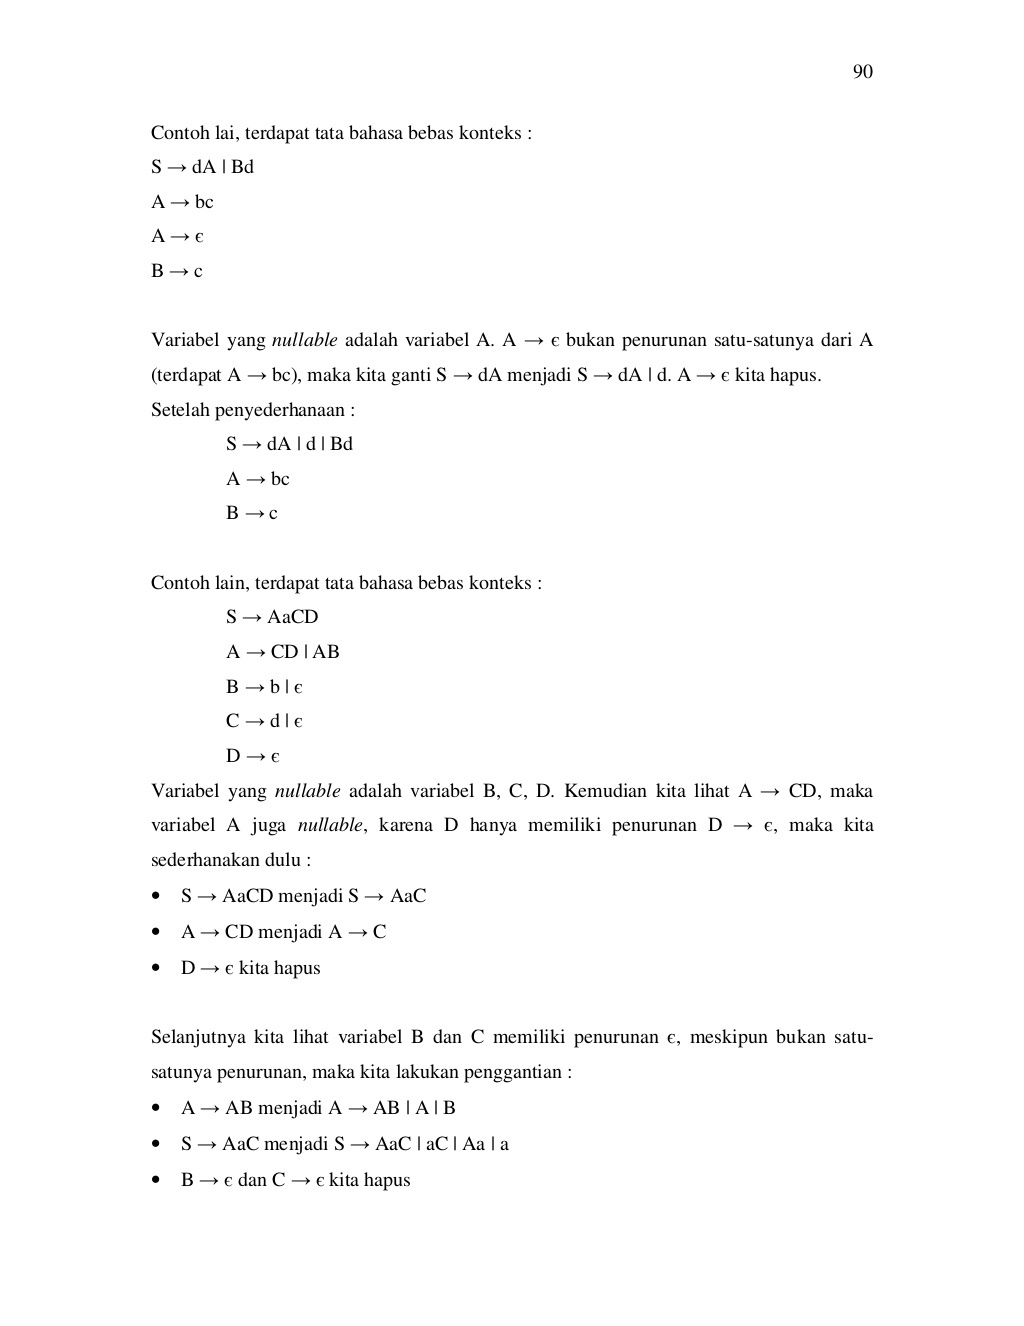 90
Contoh lai, terdapat tata bahasa bebas konteks :
S → dA | Bd
A → bc
A → є
B → c
Variabel yang nullable adalah variabel A. A → є bukan penurunan satu-satunya dari A
(terdapat A → bc), maka kita ganti S → dA menjadi S → dA | d. A → є kita hapus.
Setelah penyederhanaan :
S → dA | d | Bd
A → bc
B → c
Contoh lain, terdapat tata bahasa bebas konteks :
S → AaCD
A → CD | AB
B → b | є
C → d | є
D → є
Variabel yang nullable adalah variabel B, C, D. Kemudian kita lihat A → CD, maka
variabel A juga nullable, karena D hanya memiliki penurunan D → є, maka kita
sederhanakan dulu :
• S → AaCD menjadi S → AaC
• A → CD menjadi A → C
• D → є kita hapus
Selanjutnya kita lihat variabel B dan C memiliki penurunan є, meskipun bukan satu-
satunya penurunan, maka kita lakukan penggantian :
• A → AB menjadi A → AB | A | B
• S → AaC menjadi S → AaC | aC | Aa | a
• B → є dan C → є kita hapus